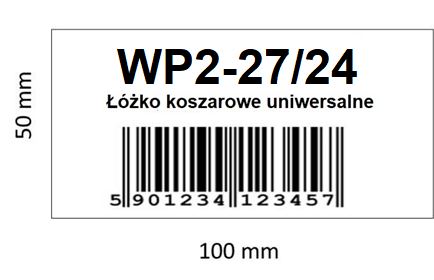 WP2-27/24
Łóżko koszarowe uniwersalne
5 901234 123457
50 mm
100 mm